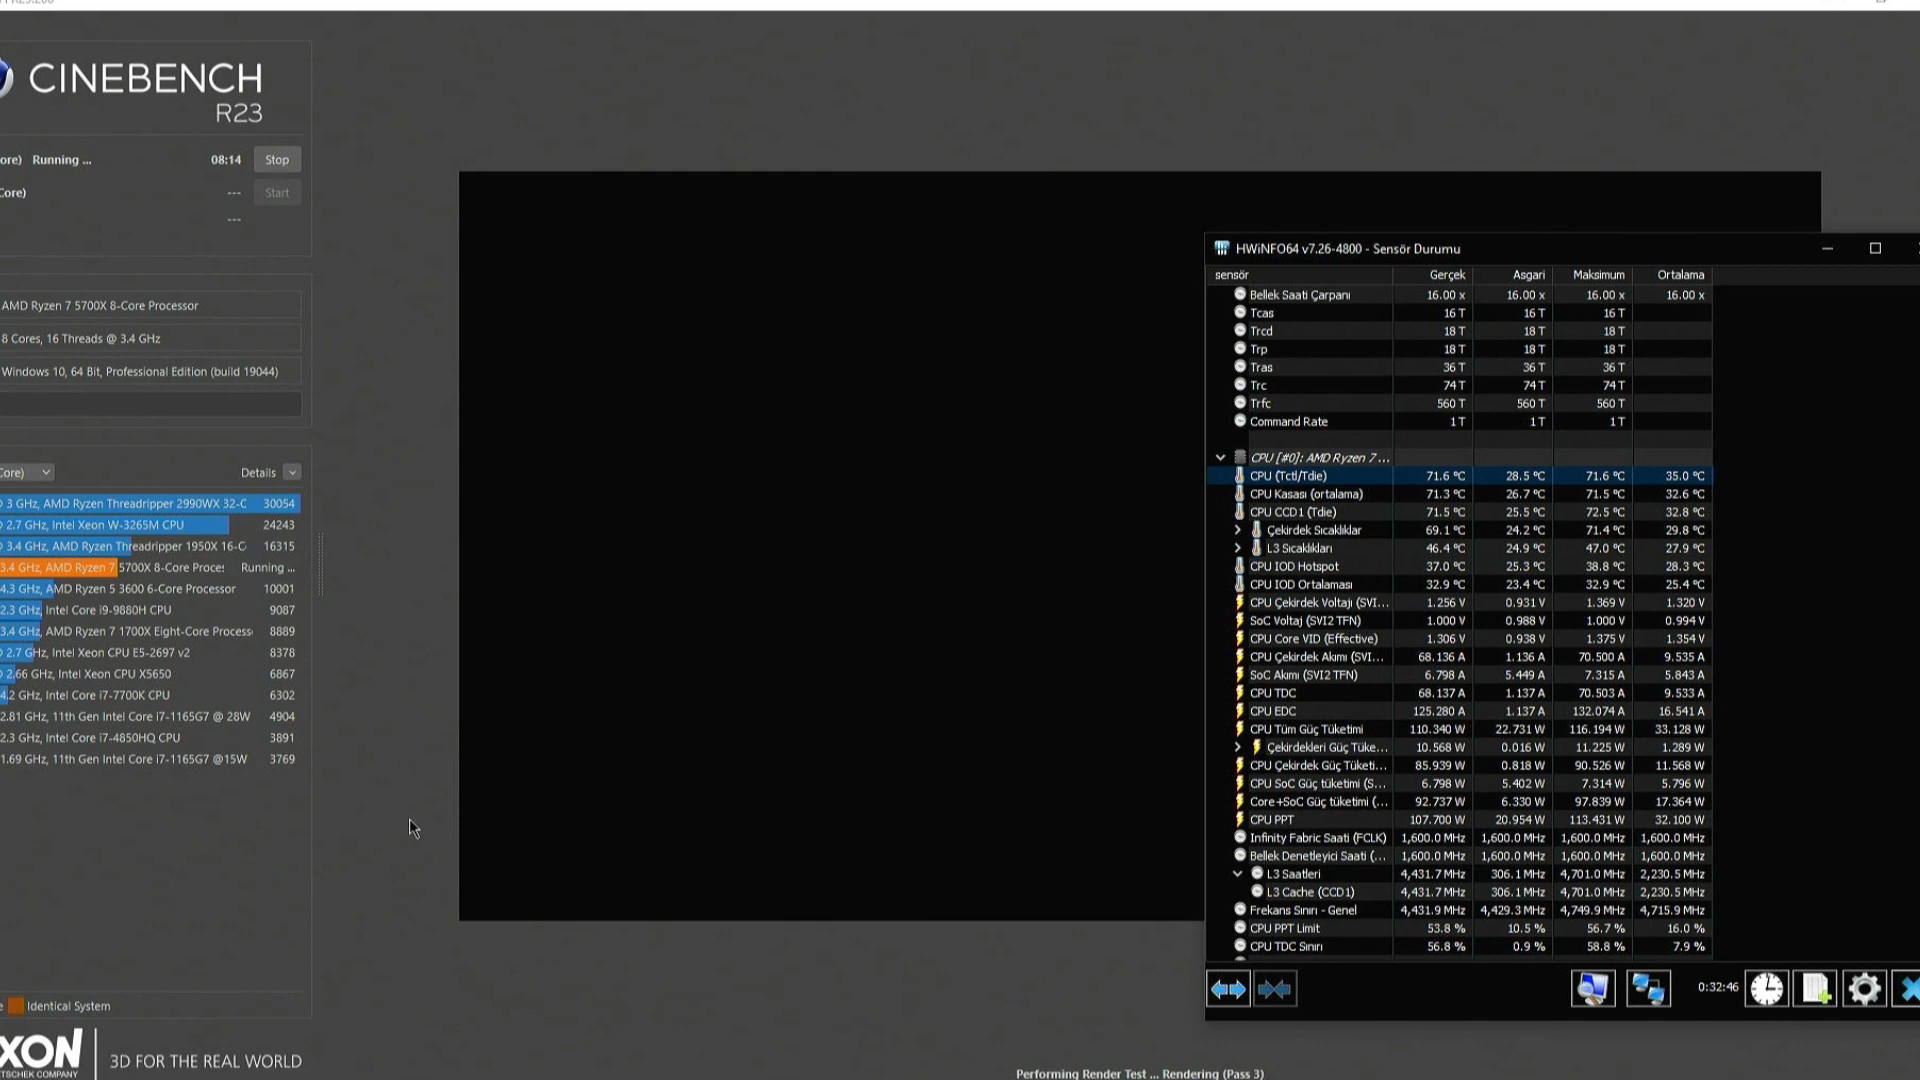 CINEBENCH
R23
ore) Running ... 08:14 Stop
Core) --- Start
---
AMD Ryzen 7 5700X 8-Core Processor
8 Cores, 16 Threads @ 3.4 GHz
Windows 10, 64 Bit, Professional Edition (build 19044)
Core) Details
3 GHz, AMD Ryzen Threadripper 2990WX 32-C 30054
2.7 GHz, Intel Xeon W-3265M CPU 24243
3.4 GHz, AMD Ryzen Threadripper 1950X 16-C 16315
3.4 GHz, AMD Ryzen 7 5700X 8-Core Proces Running ...
4.3 GHz, AMD Ryzen 5 3600 6-Core Processor 10001
2.3 GHz, Intel Core i9-9880H CPU 9087
3.4 GHz, AMD Ryzen 7 1700X Eight-Core Process 8889
2.7 GHz, Intel Xeon CPU E5-2697 v2 8378
2.66 GHz, Intel Xeon CPU X5650 6867
4.2 GHz, Intel Core i7-7700K CPU 6302
2.81 GHz, 11th Gen Intel Core i7-1165G7 @ 28W 4904
2.3 GHz, Intel Core i7-4850HQ CPU 3891
1.69 GHz, 11th Gen Intel Core i7-1165G7 @15W 3769
Identical System
XON
TSCHEK COMPANY
3D FOR THE REAL WORLD
Performing Render Test ... Rendering (Pass 3)
HWiNFO64 v7.26-4800 - Sensör Durumu
sensör Gerçek Asgari Maksimum Ortalama
Bellek Saati Çarpanı 16.00 x 16.00 x 16.00 x 16.00 x
Tcas 16 T 16 T 16 T
Trcd 18 T 18 T 18 T
Trp 18 T 18 T 18 T
Tras 36 T 36 T 36 T
Trc 74 T 74 T 74 T
Trfc 560 T 560 T 560 T
Command Rate 1 T 1 T 1 T
CPU [#0]: AMD Ryzen 7 ...
CPU (Tctl/Tdie) 71.6 °C 28.5 °C 71.6 °C 35.0 °C
CPU Kasası (ortalama) 71.3 °C 26.7 °C 71.5 °C 32.6 °C
CPU CCD1 (Tdie) 71.5 °C 25.5 °C 72.5 °C 32.8 °C
Çekirdek Sıcaklıklar 69.1 °C 24.2 °C 71.4 °C 29.8 °C
L3 Sıcaklıkları 46.4 °C 24.9 °C 47.0 °C 27.9 °C
CPU IOD Hotspot 37.0 °C 25.3 °C 38.8 °C 28.3 °C
CPU IOD Ortalaması 32.9 °C 23.4 °C 32.9 °C 25.4 °C
CPU Çekirdek Voltajı (SVI... 1.256 V 0.931 V 1.369 V 1.320 V
SoC Voltaj (SVI2 TFN) 1.000 V 0.988 V 1.000 V 0.994 V
CPU Core VID (Effective) 1.306 V 0.938 V 1.375 V 1.354 V
CPU Çekirdek Akımı (SVI... 68.136 A 1.136 A 70.500 A 9.535 A
SoC Akımı (SVI2 TFN) 6.798 A 5.449 A 7.315 A 5.843 A
CPU TDC 68.137 A 1.137 A 70.503 A 9.533 A
CPU EDC 125.280 A 1.137 A 132.074 A 16.541 A
CPU Tüm Güç Tüketimi 110.340 W 22.731 W 116.194 W 33.128 W
Çekirdekleri Güç Tüke... 10.568 W 0.016 W 11.225 W 1.289 W
CPU Çekirdek Güç Tüketi... 85.939 W 0.818 W 90.526 W 11.568 W
CPU SoC Güç tüketimi (S... 6.798 W 5.402 W 7.314 W 5.796 W
Core+SoC Güç tüketimi (... 92.737 W 6.330 W 97.839 W 17.364 W
CPU PPT 107.700 W 20.954 W 113.431 W 32.100 W
Infinity Fabric Saati (FCLK) 1,600.0 MHz 1,600.0 MHz 1,600.0 MHz 1,600.0 MHz
Bellek Denetleyici Saati (... 1,600.0 MHz 1,600.0 MHz 1,600.0 MHz 1,600.0 MHz
L3 Saatleri 4,431.7 MHz 306.1 MHz 4,701.0 MHz 2,230.5 MHz
L3 Cache (CCD1) 4,431.7 MHz 306.1 MHz 4,701.0 MHz 2,230.5 MHz
Frekans Sınırı - Genel 4,431.9 MHz 4,429.3 MHz 4,749.9 MHz 4,715.9 MHz
CPU PPT Limit 53.8 % 10.5 % 56.7 % 16.0 %
CPU TDC Sınırı 56.8 % 0.9 % 58.8 % 7.9 %
0:32:46